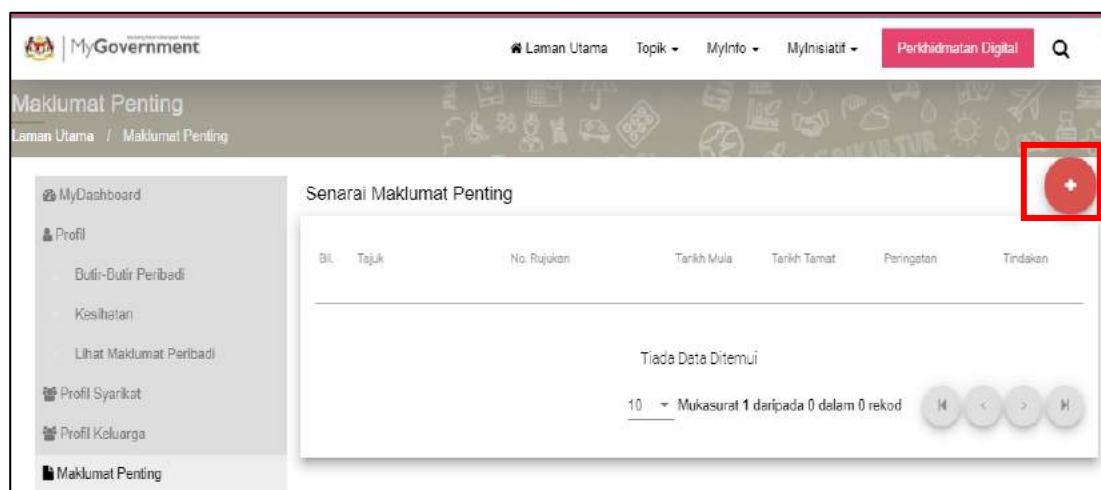 MyGovernment
Laman Utama Topik MyInfo MyInisiatif Perkhidmatan Digital
Maklumat Penting
Laman Utama / Maklumat Penting
MyDashboard
Profil
Butir-Butir Peribadi
Kesihatan
Lihat Maklumat Peribadi
Profil Syarikat
Profil Keluarga
Maklumat Penting
Senarai Maklumat Penting
Bil. Tajuk No. Rujukan Tarikh Mula Tarikh Tamat Peringatan Tindakan
Tiada Data Ditemui
10 Mukasurat 1 daripada 0 dalam 0 rekod